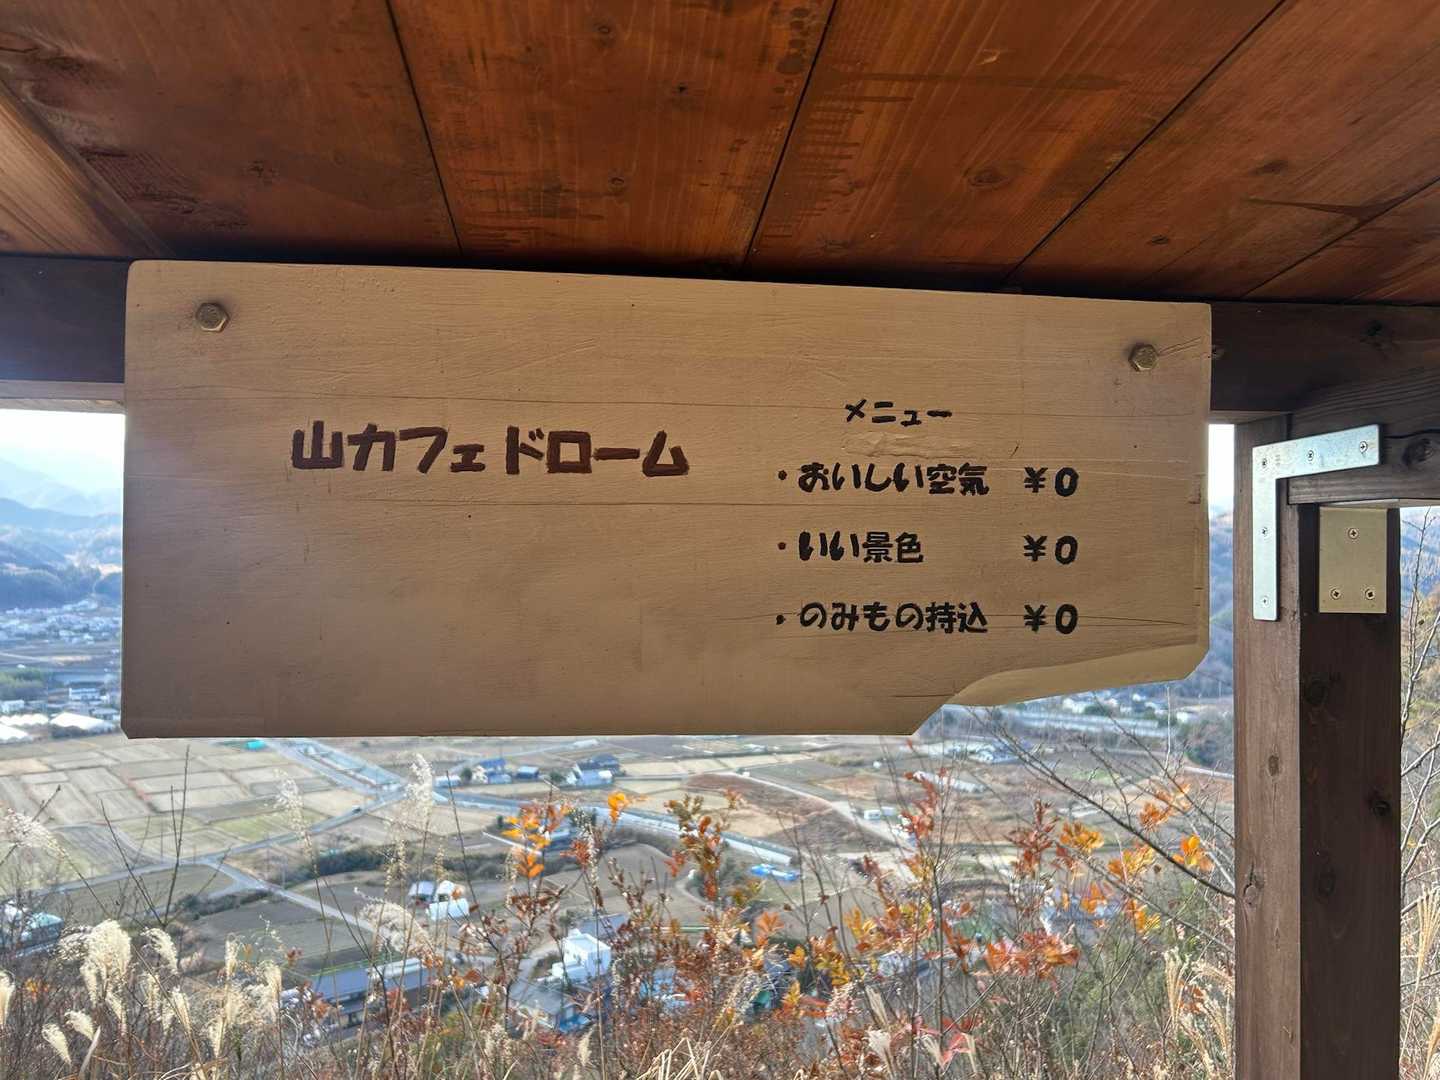 山カフェ ドローム
メニュー
・おいしい空気 ¥0
・いい景色 ¥0
・のみもの持込 ¥0